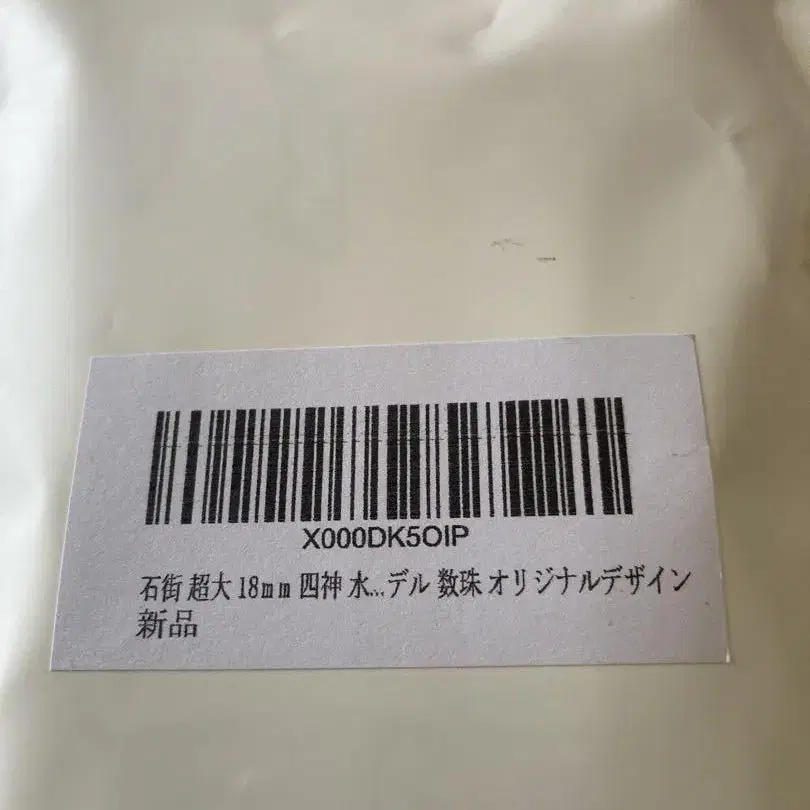 X000DK5OIP
石街 超大 18mm 四神 水...デル 数珠 オリジナルデザイン
新品